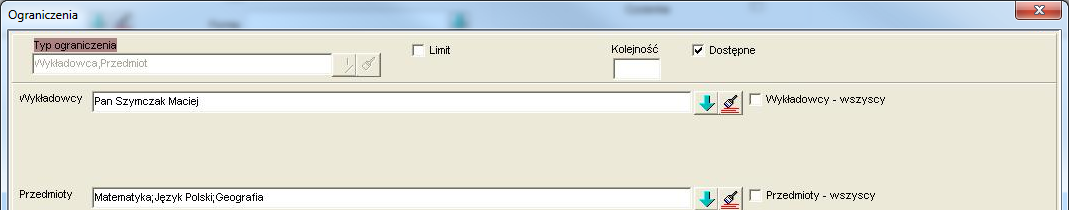 Ograniczenia
Typ ograniczenia
Limit
Kolejność
Dostępne
Wykładowca,Przedmiot
Wykładowcy
Pan Szymczak Maciej
Wykładowcy - wszyscy
Przedmioty
Matematyka;Język Polski;Geografia
Przedmioty - wszyscy